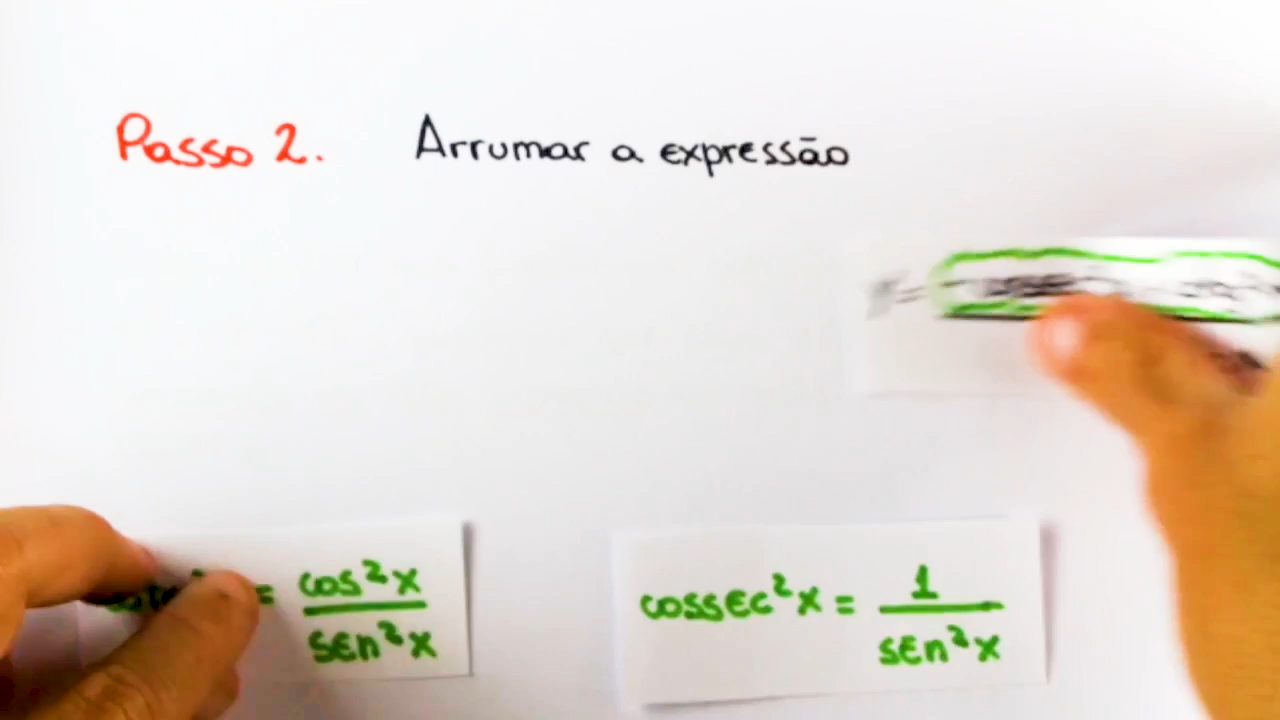 Passo 2. Arrumar a expressão
=
= cos²x / sen²x
cossec²x = 1 / sen²x